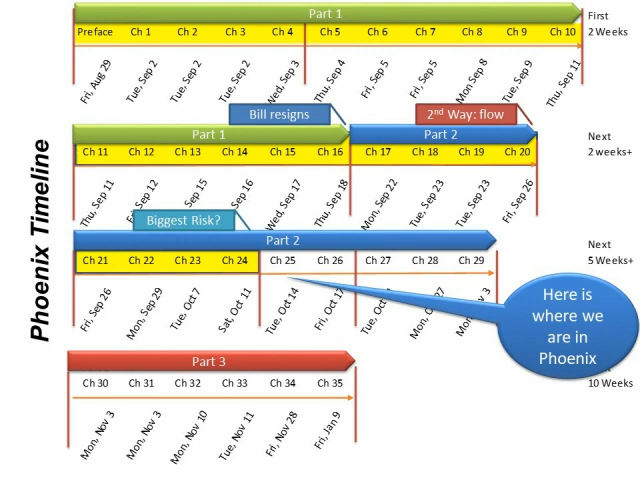 Phoenix Timeline
Part 1
First
2 Weeks
Preface Ch 1 Ch 2 Ch 3 Ch 4 Ch 5 Ch 6 Ch 7 Ch 8 Ch 9 Ch 10
Fri, Aug 29 Tue, Sep 2 Tue, Sep 2 Tue, Sep 2 Wed, Sep 3 Thu, Sep 4 Fri, Sep 5 Fri, Sep 5 Mon Sep 8 Tue, Sep 9 Thu, Sep 11
Bill resigns
2nd Way: flow
Part 1 Part 2
Next
2 weeks+
Ch 11 Ch 12 Ch 13 Ch 14 Ch 15 Ch 16 Ch 17 Ch 18 Ch 19 Ch 20
Thu, Sep 11 Sep 12 Sep 15 Sep 16 Wed, Sep 17 Thu, Sep 18 Mon, Sep 22 Tue, Sep 23 Tue, Sep 23 Fri, Sep 26
Biggest Risk?
Part 2
Next
5 Weeks+
Ch 21 Ch 22 Ch 23 Ch 24 Ch 25 Ch 26 Ch 27 Ch 28 Ch 29
Fri, Sep 26 Mon, Sep 29 Tue, Oct 7 Sat, Oct 11 Tue, Oct 14 Fri, Oct 17 Tue, 3
Here is
where we
are in
Phoenix
Part 3
10 Weeks
Ch 30 Ch 31 Ch 32 Ch 33 Ch 34 Ch 35
Mon, Nov 3 Mon, Nov 3 Mon, Nov 10 Tue, Nov 11 Fri, Nov 28 Fri, Jan 9